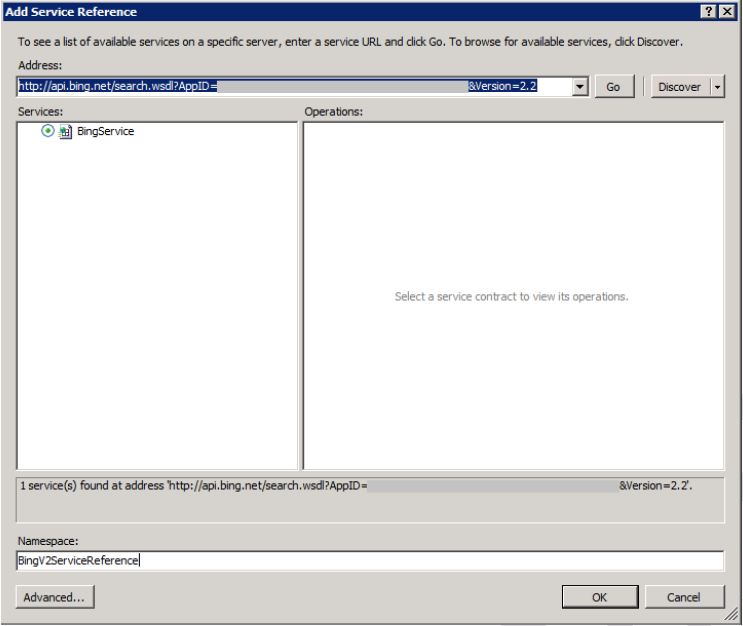 Add Service Reference
To see a list of available services on a specific server, enter a service URL and click Go. To browse for available services, click Discover.
Address:
http://api.bing.net/search.wsdl?AppID= &Version=2.2 Go Discover
Services: Operations:
BingService
Select a service contract to view its operations.
1 service(s) found at address 'http://api.bing.net/search.wsdl?AppID= &Version=2.2'.
Namespace:
BingV2ServiceReference
Advanced... OK Cancel